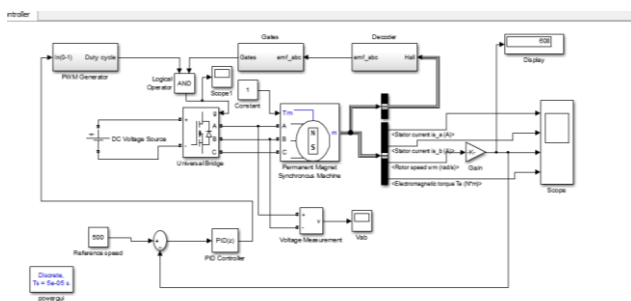 ontroller
Gates
Decoder
In(0-1) Duty cycle
PWM Generator
Gates emf_abc
emf_abc Hall
Logical
Operator
AND
Scope1
1
Constant
Display
DC Voltage Source
g
A
B
C
Universal Bridge
Tm
A
B
C
N
S
m
Permanent Magnet
Synchronous Machine
<Stator current is_a (A)>
<Stator current is_b (A)>
<Rotor speed wm (rad/s)>
<Electromagnetic torque Te (N*m)>
Gain
Scope
500
Reference speed
PID(z)
PID Controller
v
Voltage Measurement
Vab
Discrete,
Ts = 5e-05 s.
powergui